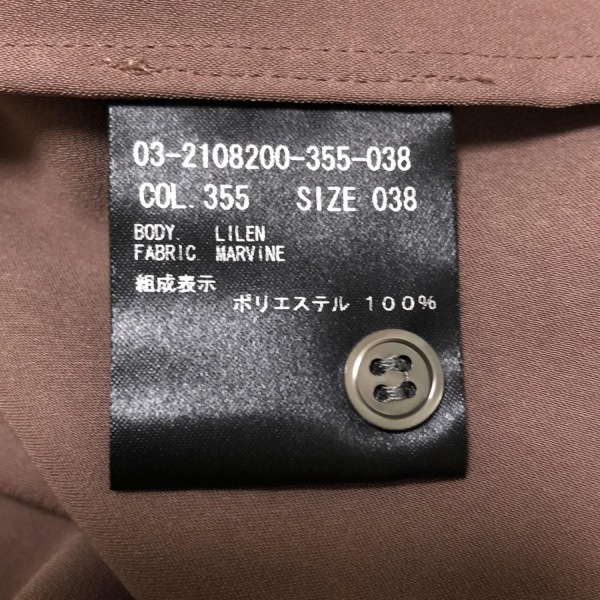 03-2108200-355-038
COL. 355 SIZE 038
BODY. LILEN
FABRIC. MARVINE
組成表示
ポリエステル 100%